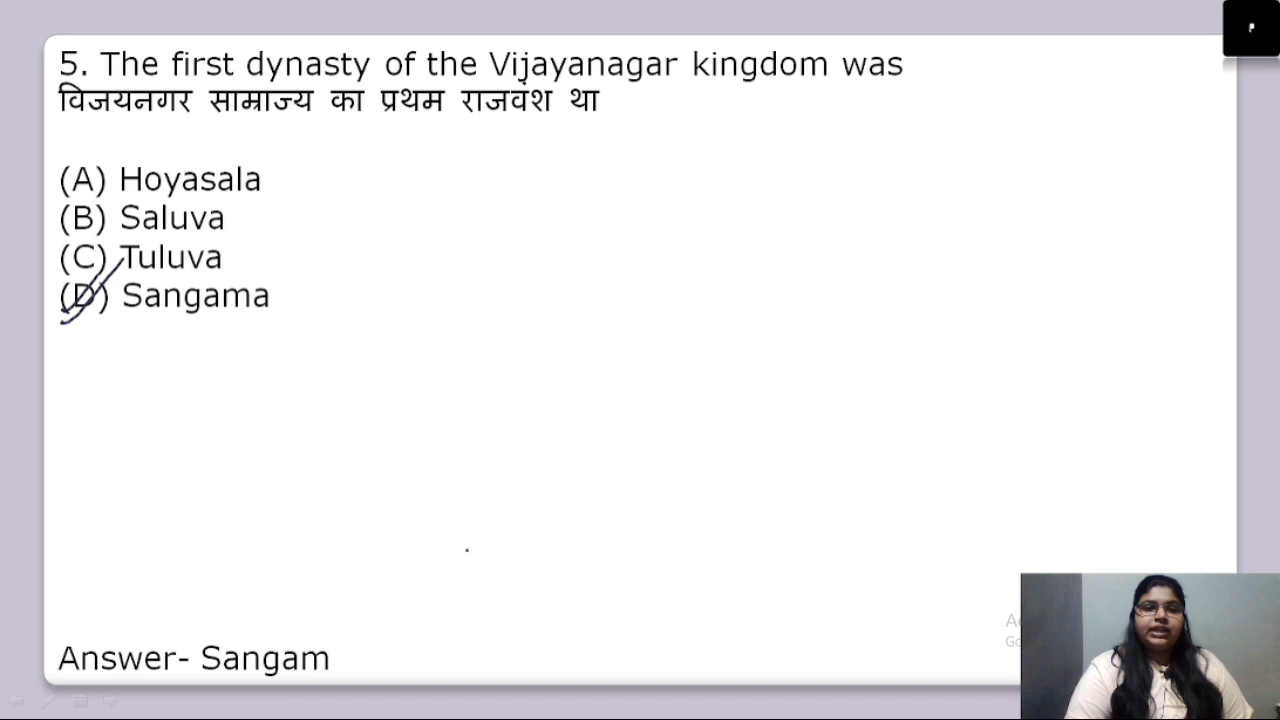 5. The first dynasty of the Vijayanagar kingdom was
विजयनगर साम्राज्य का प्रथम राजवंश था
(A) Hoyasala
(B) Saluva
(C) Tuluva
(D) Sangama
Answer- Sangam